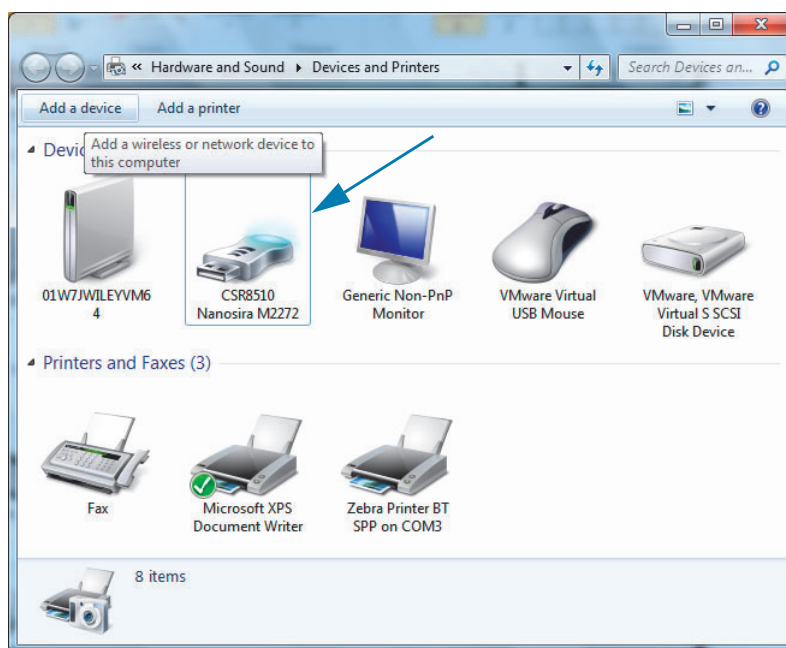 « Hardware and Sound ▸ Devices and Printers
Search Devices an...
Add a device
Add a printer
Add a wireless or network device to
this computer
Devic
01W7JWILEYVM6
4
CSR8510
Nanosira M2272
Generic Non-PnP
Monitor
VMware Virtual
USB Mouse
VMware, VMware
Virtual S SCSI
Disk Device
Printers and Faxes (3)
Fax
Microsoft XPS
Document Writer
Zebra Printer BT
SPP on COM3
8 items